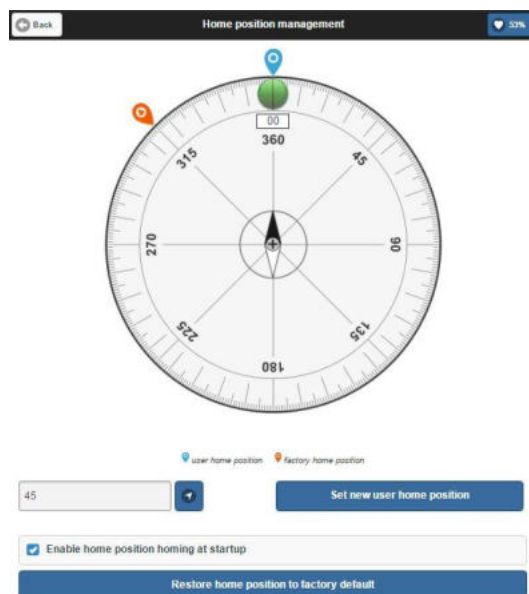 Back
Home position management
53%
00
360
45
90
135
180
225
270
315
user home position
factory home position
45
Set new user home position
Enable home position homing at startup
Restore home position to factory default